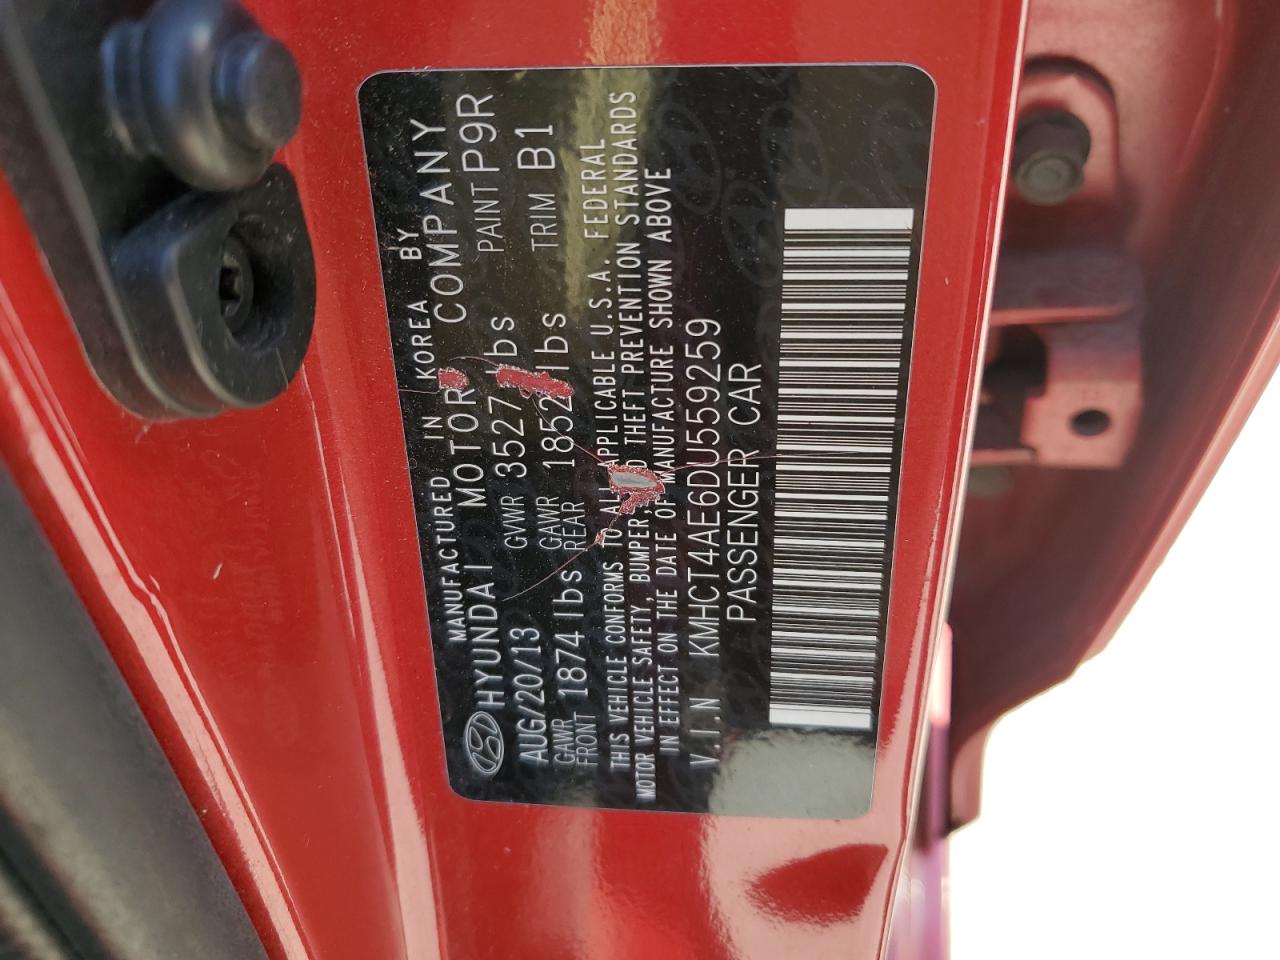 MANUFACTURED IN KOREA BY
HYUNDAI MOTOR COMPANY
AUG/20/13 GVWR 3527 lbs PAINT P9R
GAWR FRONT 1874 lbs GAWR REAR 1852 lbs TRIM B1
THIS VEHICLE CONFORMS TO ALL APPLICABLE U.S.A. FEDERAL
MOTOR VEHICLE SAFETY, BUMPER, THEFT PREVENTION STANDARDS
IN EFFECT ON THE DATE OF MANUFACTURE SHOWN ABOVE
V.I.N KMHCT4AE6DU559259
PASSENGER CAR